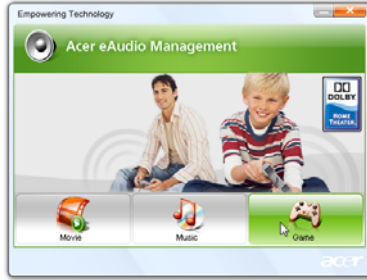 Empowering Technology
Acer eAudio Management
DOLBY
HOME
THEATER
Movie
Music
Game
acer